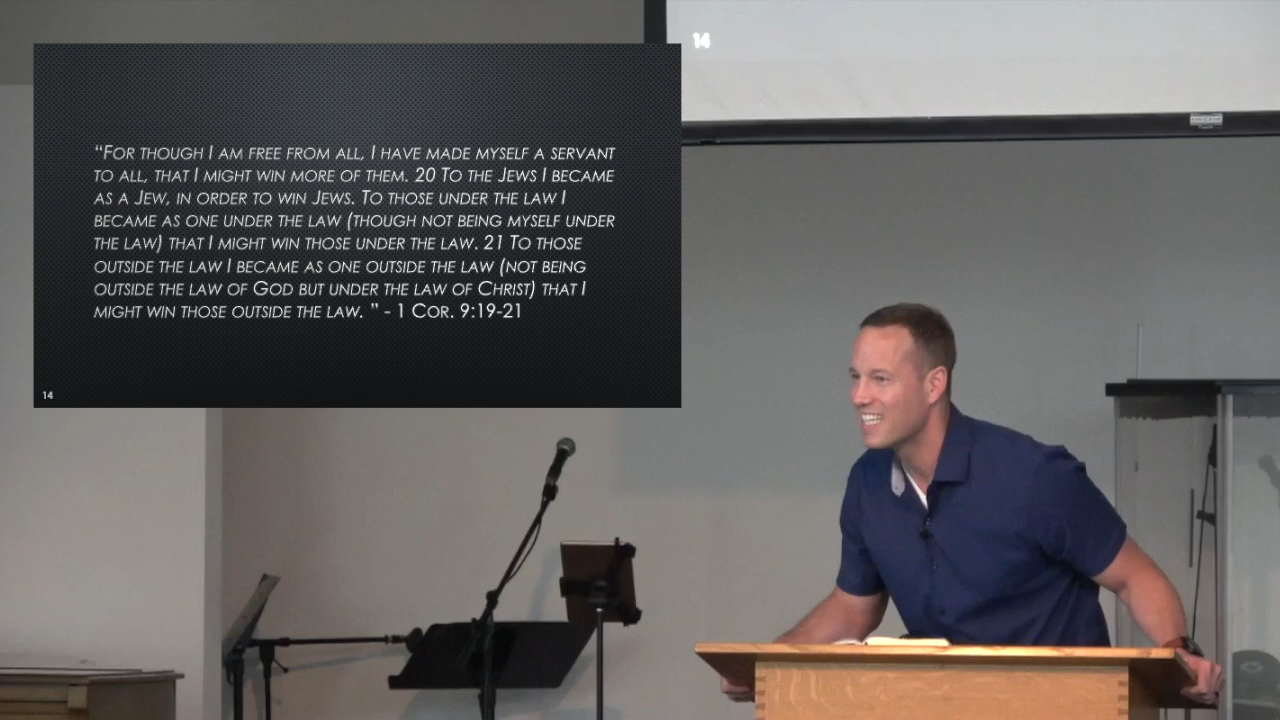 14
“FOR THOUGH I AM FREE FROM ALL, I HAVE MADE MYSELF A SERVANT
TO ALL, THAT I MIGHT WIN MORE OF THEM. 20 TO THE JEWS I BECAME
AS A JEW, IN ORDER TO WIN JEWS. TO THOSE UNDER THE LAW I
BECAME AS ONE UNDER THE LAW (THOUGH NOT BEING MYSELF UNDER
THE LAW) THAT I MIGHT WIN THOSE UNDER THE LAW. 21 TO THOSE
OUTSIDE THE LAW I BECAME AS ONE OUTSIDE THE LAW (NOT BEING
OUTSIDE THE LAW OF GOD BUT UNDER THE LAW OF CHRIST) THAT I
MIGHT WIN THOSE OUTSIDE THE LAW. ” - 1 COR. 9:19-21
14